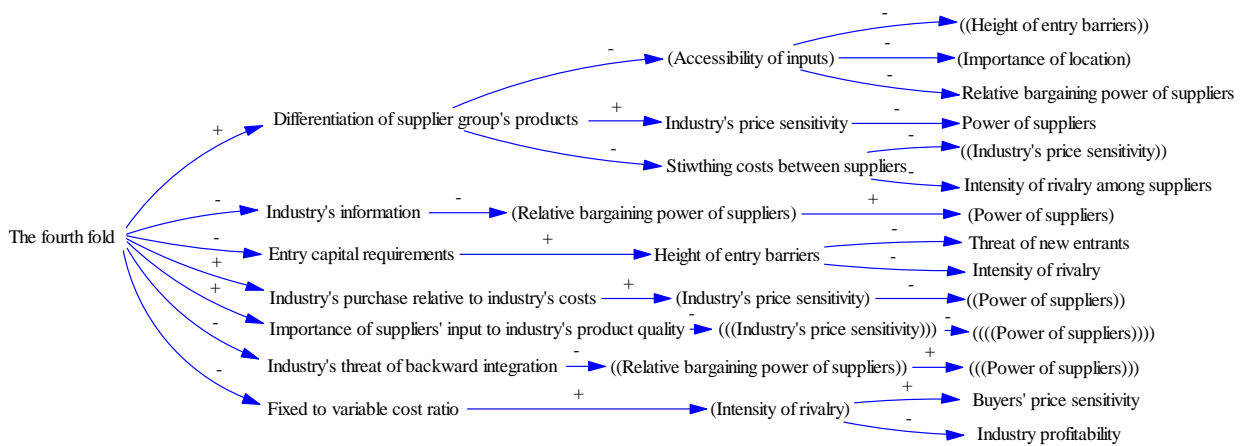 ((Height of entry barriers))
(Accessibility of inputs) (Importance of location)
Relative bargaining power of suppliers
Differentiation of supplier group's products Industry's price sensitivity Power of suppliers
((Industry's price sensitivity))
Stiwthing costs between suppliers
Intensity of rivalry among suppliers
Industry's information (Relative bargaining power of suppliers) (Power of suppliers)
The fourth fold
Threat of new entrants
Entry capital requirements Height of entry barriers
Intensity of rivalry
Industry's purchase relative to industry's costs (Industry's price sensitivity) ((Power of suppliers))
Importance of suppliers' input to industry's product quality (((Industry's price sensitivity))) ((((Power of suppliers))))
Industry's threat of backward integration ((Relative bargaining power of suppliers)) (((Power of suppliers)))
Buyers' price sensitivity
Fixed to variable cost ratio (Intensity of rivalry)
Industry profitability
- - - - + + - - - - - - - + - + - - + + - + - - - - + - + +